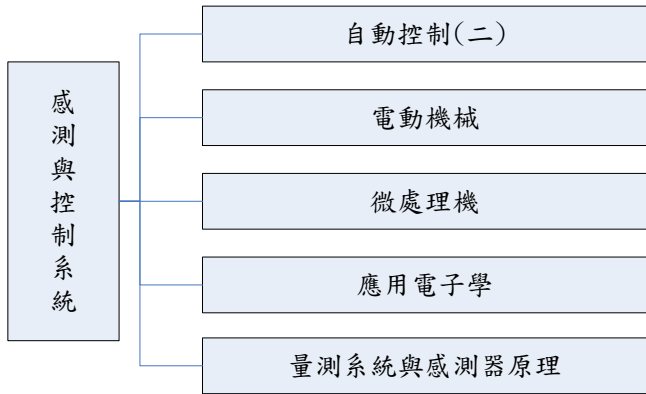 感測與控制系統
自動控制(二)
電動機械
微處理機
應用電子學
量測系統與感測器原理